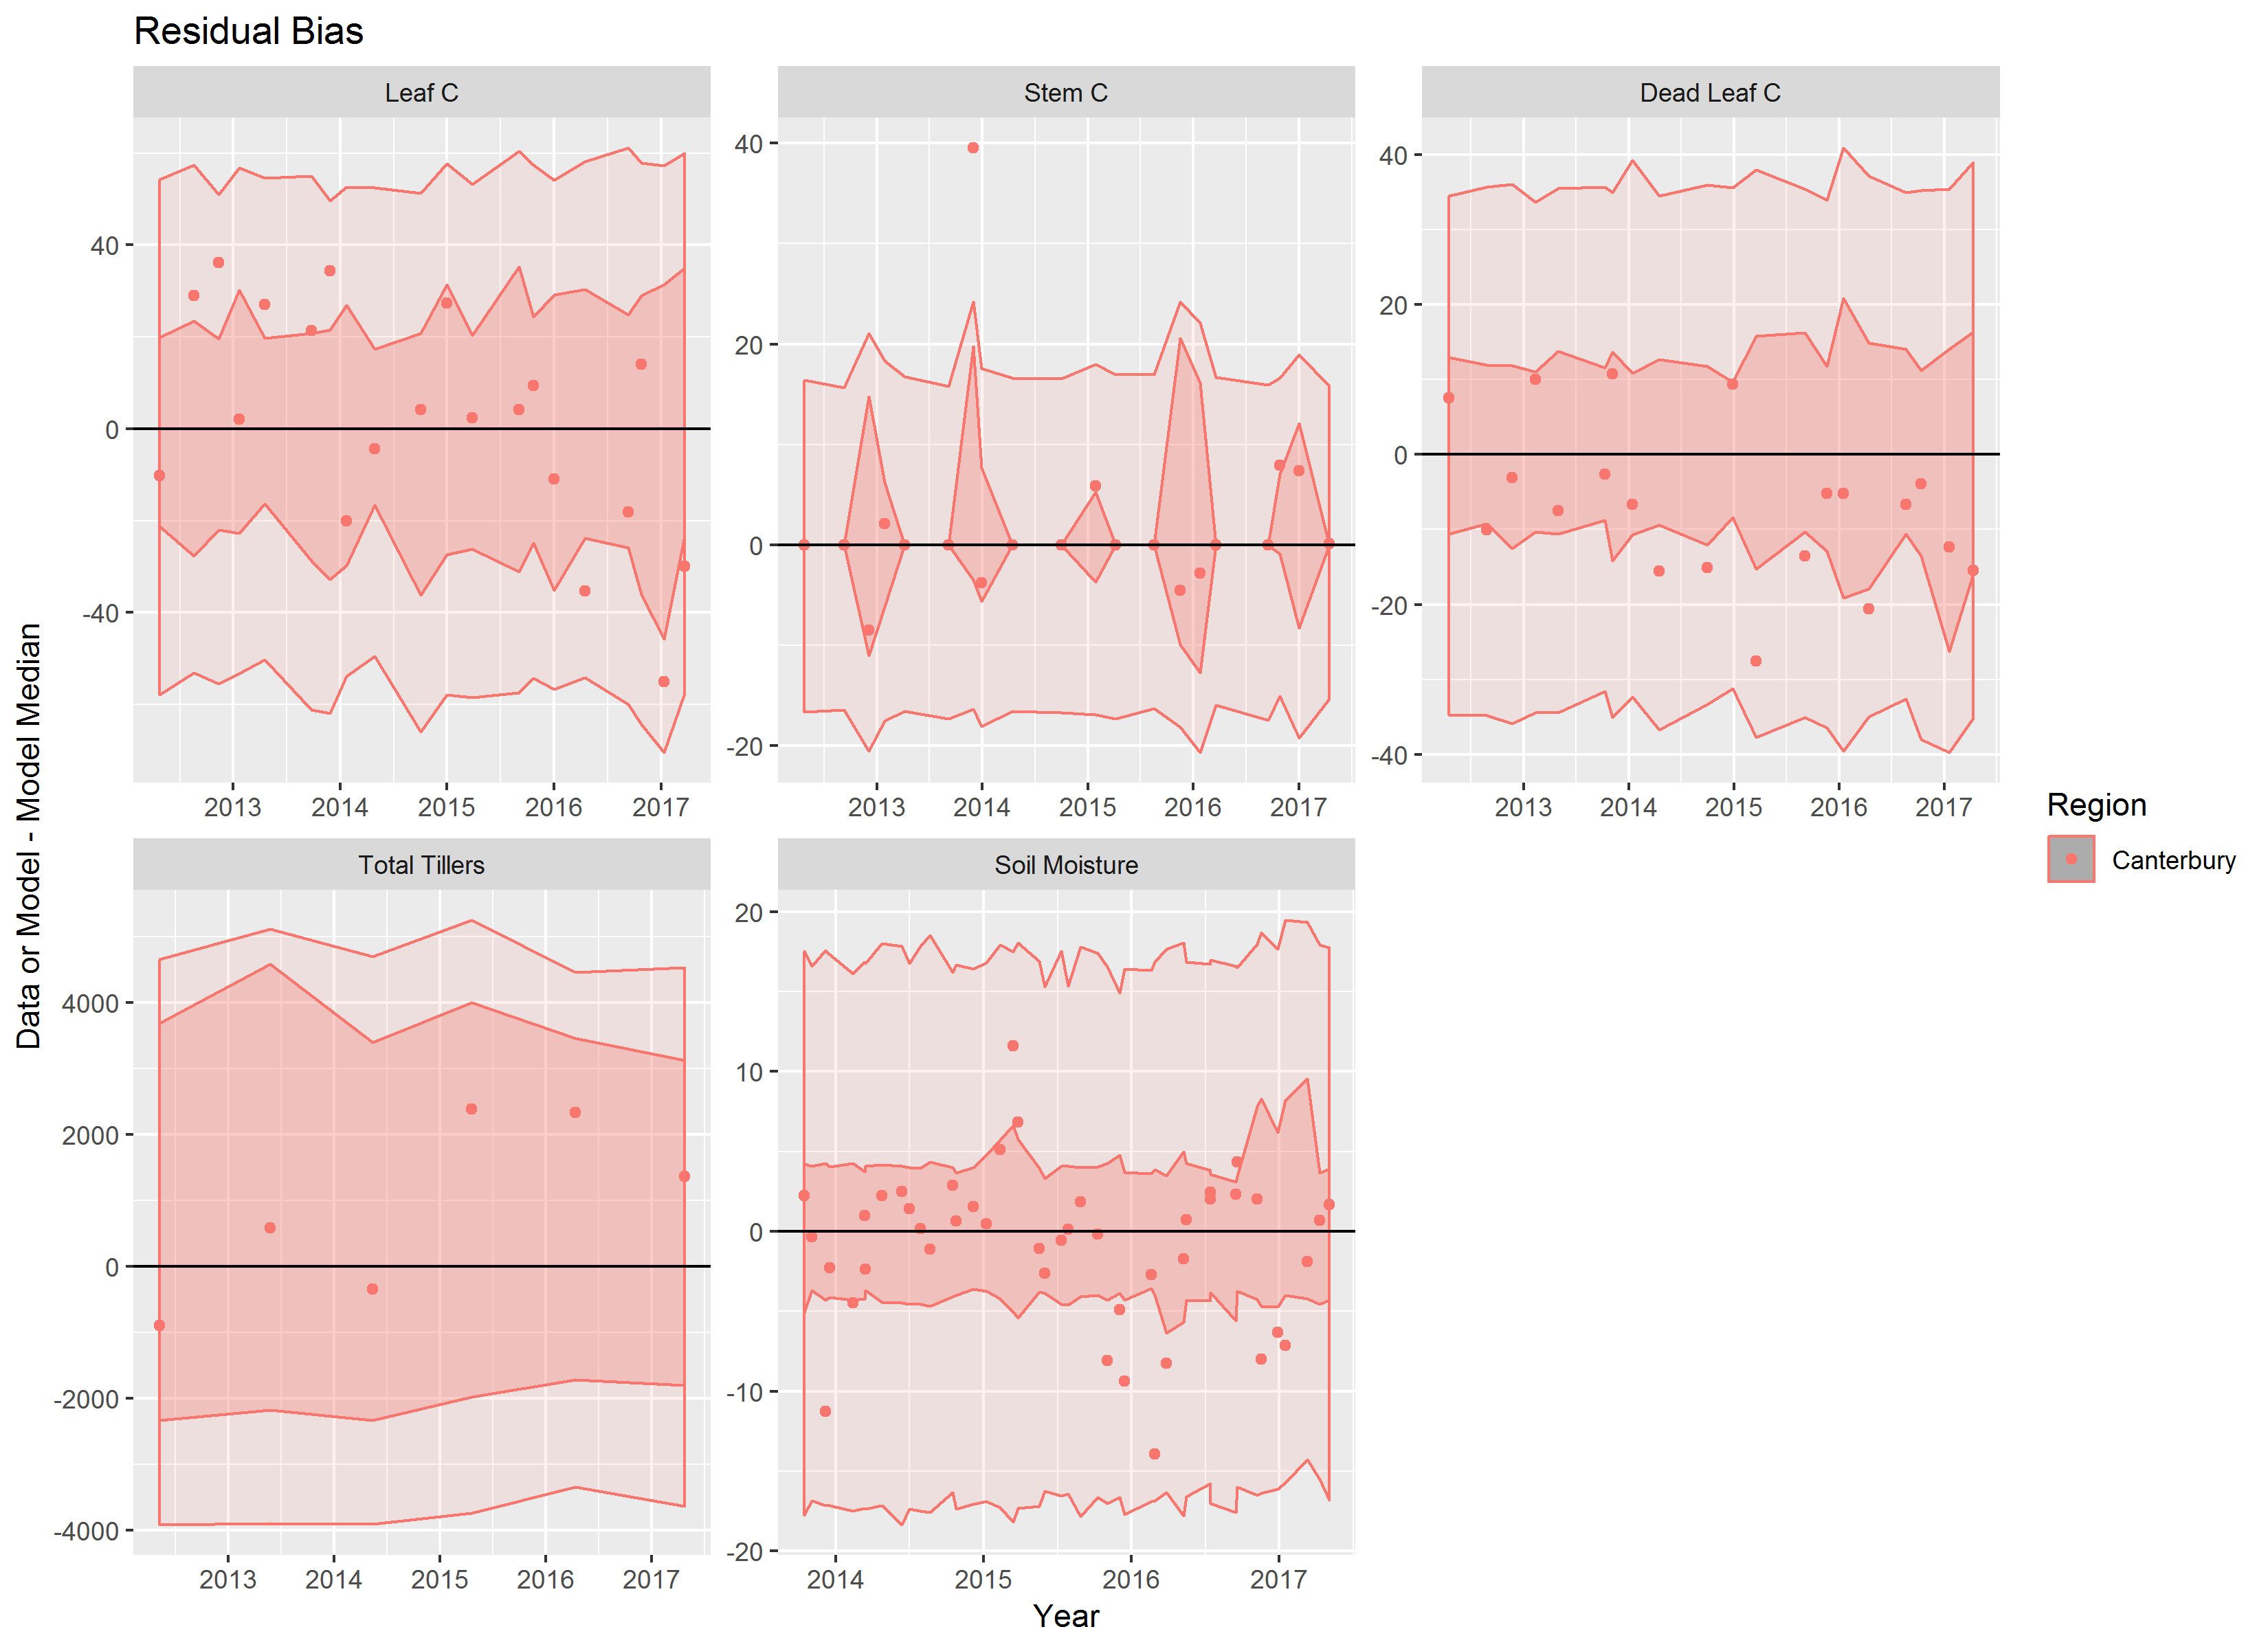 Residual Bias
Leaf C
Stem C
Dead Leaf C
40
0
-40
2013 2014 2015 2016 2017
40
20
0
-20
2013 2014 2015 2016 2017
40
20
0
-20
-40
2013 2014 2015 2016 2017
Data or Model - Model Median
Total Tillers
Soil Moisture
4000
2000
0
-2000
-4000
2013 2014 2015 2016 2017
20
10
0
-10
-20
2014 2015 2016 2017
Year
Region
Canterbury